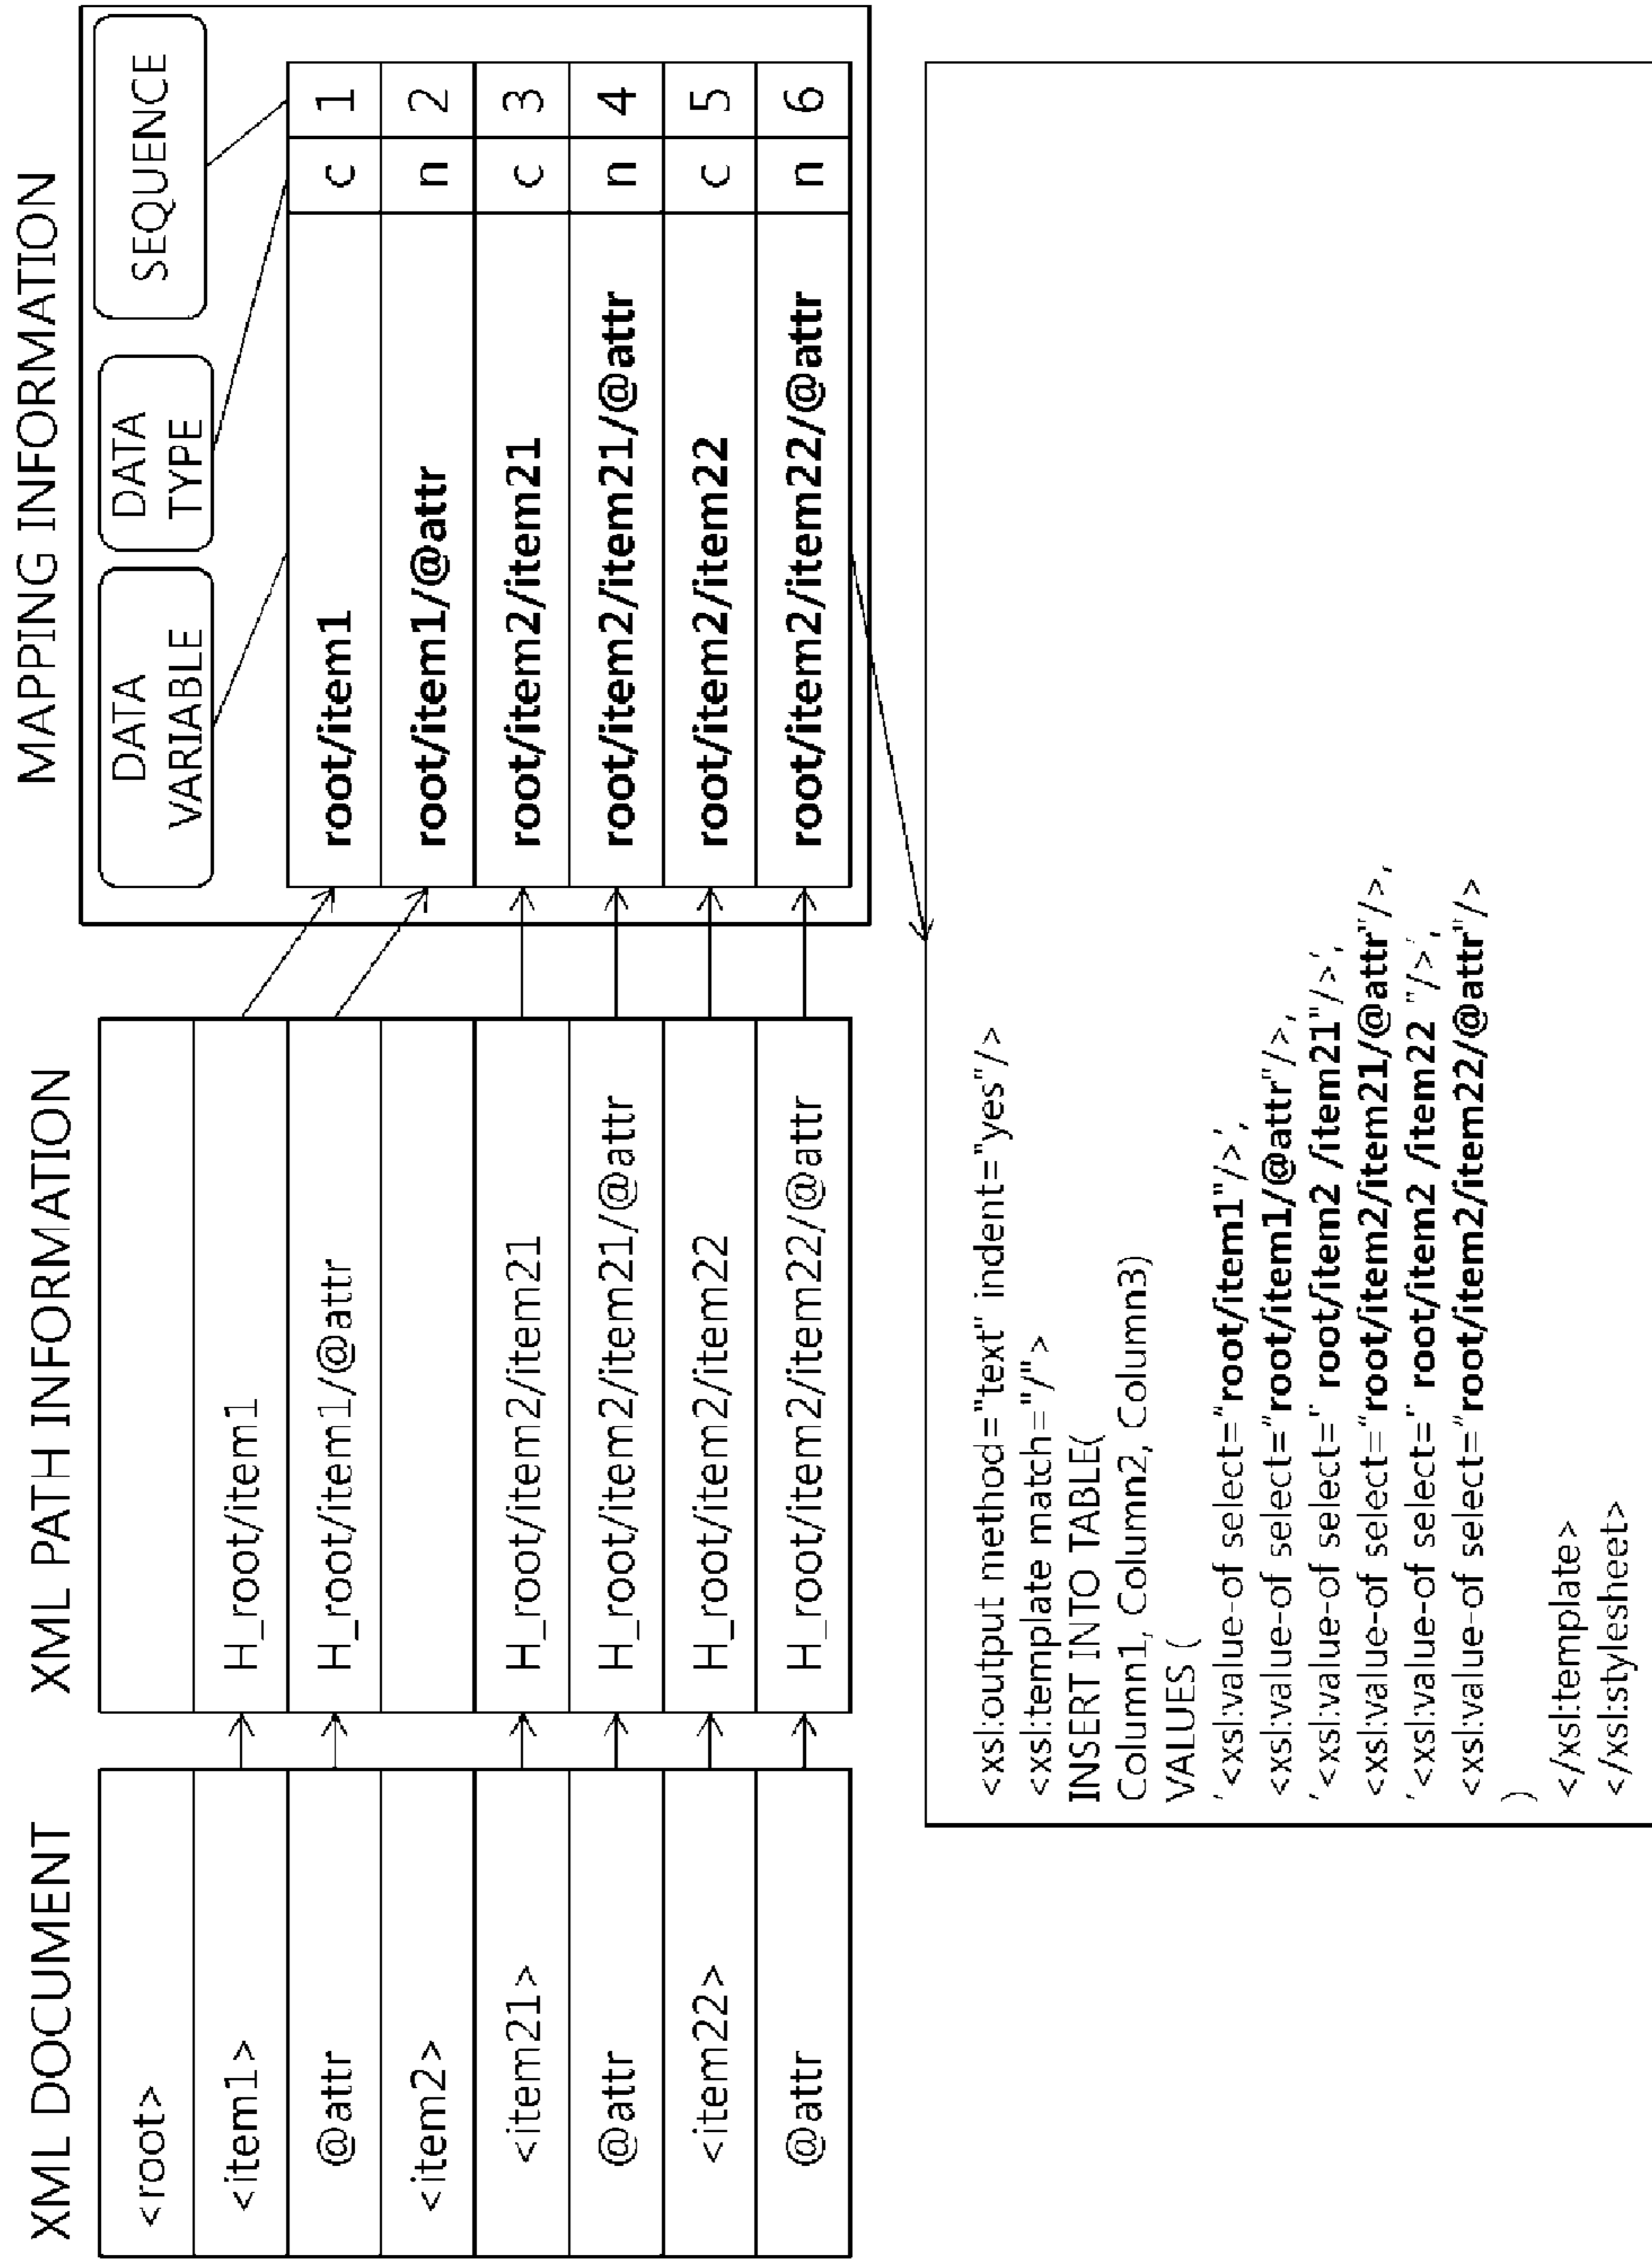 XML DOCUMENT
<root>
<item1>
@attr
<item2>
<item21>
@attr
<item22>
@attr
XML PATH INFORMATION
H_root/item1
H_root/item1/@attr
H_root/item2/item21
H_root/item2/item21/@attr
H_root/item2/item22
H_root/item2/item22/@attr
MAPPING INFORMATION
DATA
VARIABLE
DATA
TYPE
SEQUENCE
root/item1 c 1
root/item1/@attr n 2
root/item2/item21 c 3
root/item2/item21/@attr n 4
root/item2/item22 c 5
root/item2/item22/@attr n 6
<xsl:output method="text" indent="yes"/>
<xsl:template match="/">
INSERT INTO TABLE(
Column1, Column2, Column3)
VALUES (
'<xsl:value-of select="root/item1"/>',
<xsl:value-of select="root/item1/@attr"/>,
'<xsl:value-of select=" root/item2 /item21"/>',
<xsl:value-of select="root/item2/item21/@attr"/>,
'<xsl:value-of select=" root/item2 /item22 "/>',
<xsl:value-of select="root/item2/item22/@attr"/>
)
</xsl:template>
</xsl:stylesheet>